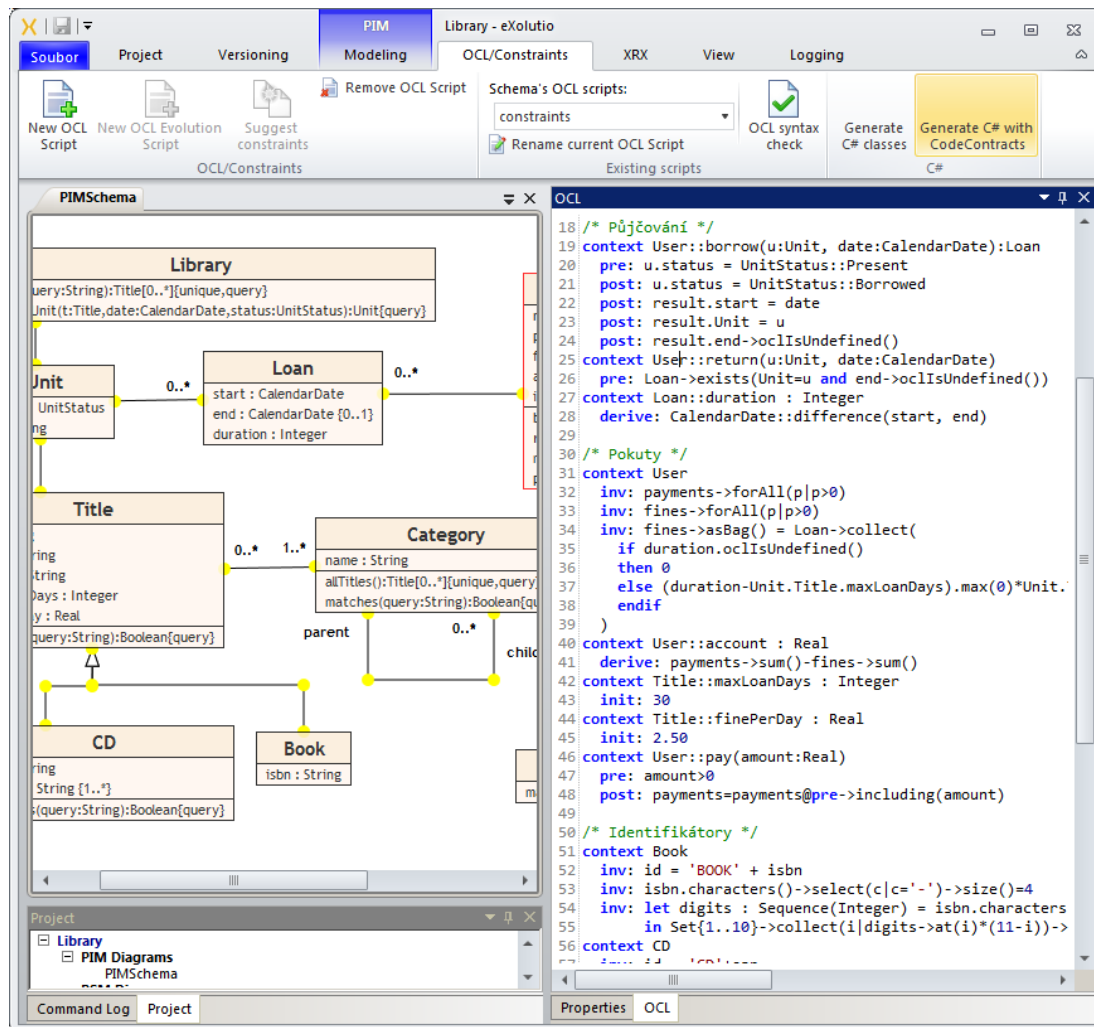 PIM
Library - eXolutio
Soubor
Project
Versioning
Modeling
OCL/Constraints
XRX
View
Logging
New OCL Script
New OCL Evolution Script
Suggest constraints
Remove OCL Script
OCL/Constraints
Schema's OCL scripts:
constraints
Rename current OCL Script
OCL syntax check
Existing scripts
Generate C# classes
Generate C# with CodeContracts
C#
PIMSchema
Library
uery:String):Title[0..*]{unique,query}
Unit(t:Title,date:CalendarDate,status:UnitStatus):Unit{query}
Unit
UnitStatus
ng
0..*
Loan
start : CalendarDate
end : CalendarDate {0..1}
duration : Integer
0..*
Title
ring
String
Days : Integer
y : Real
query:String):Boolean{query}
0..*
1..*
Category
name : String
allTitles():Title[0..*]{unique,query}
matches(query:String):Boolean{qu
parent
0..*
chilc
CD
ring
String {1..*}
s(query:String):Boolean{query}
Book
isbn : String
m
Project
Library
PIM Diagrams
PIMSchema
Command Log
Project
OCL
18 /* Půjčování */
19 context User::borrow(u:Unit, date:CalendarDate):Loan
20 pre: u.status = UnitStatus::Present
21 post: u.status = UnitStatus::Borrowed
22 post: result.start = date
23 post: result.Unit = u
24 post: result.end->oclIsUndefined()
25 context User::return(u:Unit, date:CalendarDate)
26 pre: Loan->exists(Unit=u and end->oclIsUndefined())
27 context Loan::duration : Integer
28 derive: CalendarDate::difference(start, end)
29
30 /* Pokuty */
31 context User
32 inv: payments->forAll(p|p>0)
33 inv: fines->forAll(p|p>0)
34 inv: fines->asBag() = Loan->collect(
35 if duration.oclIsUndefined()
36 then 0
37 else (duration-Unit.Title.maxLoanDays).max(0)*Unit.
38 endif
39 )
40 context User::account : Real
41 derive: payments->sum()-fines->sum()
42 context Title::maxLoanDays : Integer
43 init: 30
44 context Title::finePerDay : Real
45 init: 2.50
46 context User::pay(amount:Real)
47 pre: amount>0
48 post: payments=payments@pre->including(amount)
49
50 /* Identifikátory */
51 context Book
52 inv: id = 'BOOK' + isbn
53 inv: isbn.characters()->select(c|c='-')->size()=4
54 inv: let digits : Sequence(Integer) = isbn.characters
55 in Set{1..10}->collect(i|digits->at(i)*(11-i))->
56 context CD
Properties
OCL